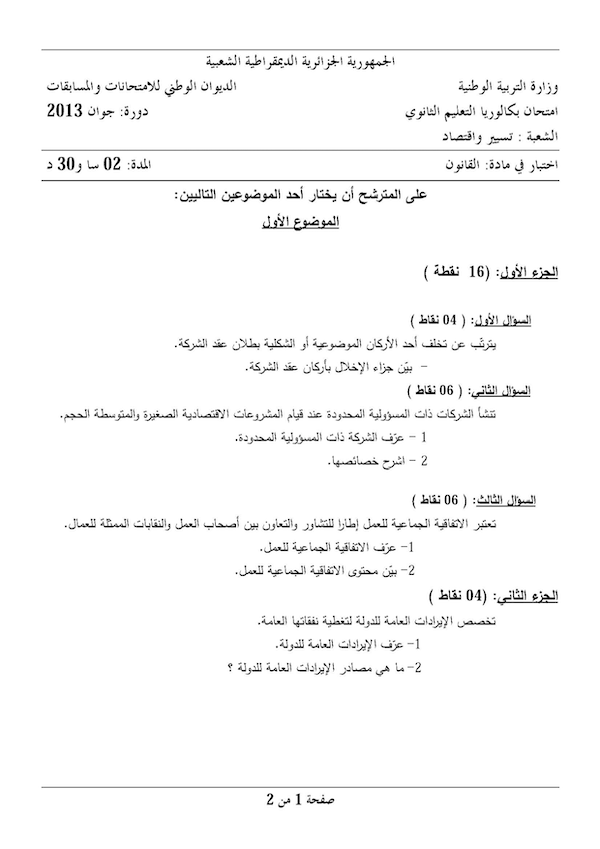 الجمهورية الجزائرية الديمقراطية الشعبية
وزارة التربية الوطنية
الديوان الوطني للامتحانات والمسابقات
امتحان بكالوريا التعليم الثانوي
دورة: جوان 2013
الشعبة : تسيير واقتصاد
اختبار في مادة: القانون
المدة: 02 سا و30 د
على المترشح أن يختار أحد الموضوعين التاليين:
الموضوع الأول
الجزء الأول: (16 نقطة )
السؤال الأول: ( 04 نقاط )
يترتّب عن تخلف أحد الأركان الموضوعية أو الشكلية بطلان عقد الشركة.
- بيّن جزاء الإخلال بأركان عقد الشركة.
السؤال الثاني: ( 06 نقاط )
تنشأ الشركات ذات المسؤولية المحدودة عند قيام المشروعات الاقتصادية الصغيرة والمتوسطة الحجم.
1 - عرّف الشركة ذات المسؤولية المحدودة.
2 - اشرح خصائصها.
السؤال الثالث: ( 06 نقاط )
تعتبر الاتفاقية الجماعية للعمل إطارا للتشاور والتعاون بين أصحاب العمل والنقابات الممثلة للعمال.
1- عرّف الاتفاقية الجماعية للعمل.
2- بيّن محتوى الاتفاقية الجماعية للعمل.
الجزء الثاني: (04 نقاط )
تخصص الإيرادات العامة للدولة لتغطية نفقاتها العامة.
1- عرّف الإيرادات العامة للدولة.
2- ما هي مصادر الإيرادات العامة للدولة ؟
صفحة 1 من 2